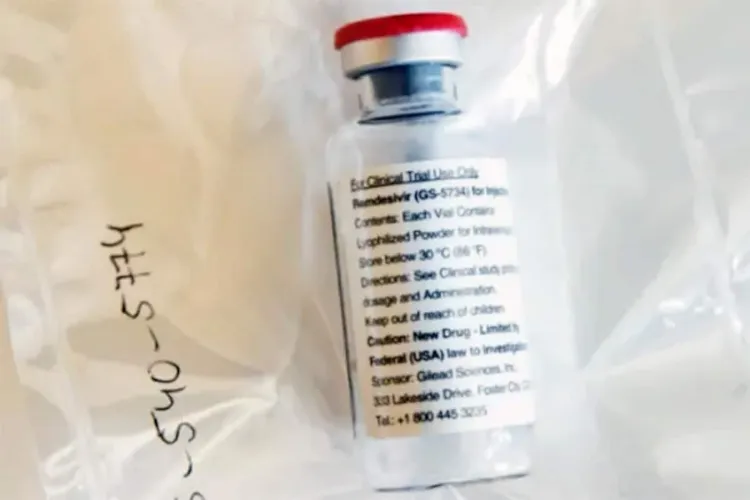 For Clinical Trial Use Only
Remdesivir (GS-5734) for
Contents: Each Vial Contains
Lyophilized Powder for
Store below 30 °C (86 °F)
Directions: See Clinical study
dosage and Administration.
Keep out of reach of children
Caution: New Drug - Limited by
Federal (USA) law to
Sponsor: Gilead Sciences, Inc.
333 Lakeside Drive, Foster City,
Tel.: +1 800 445-3235
-540-574